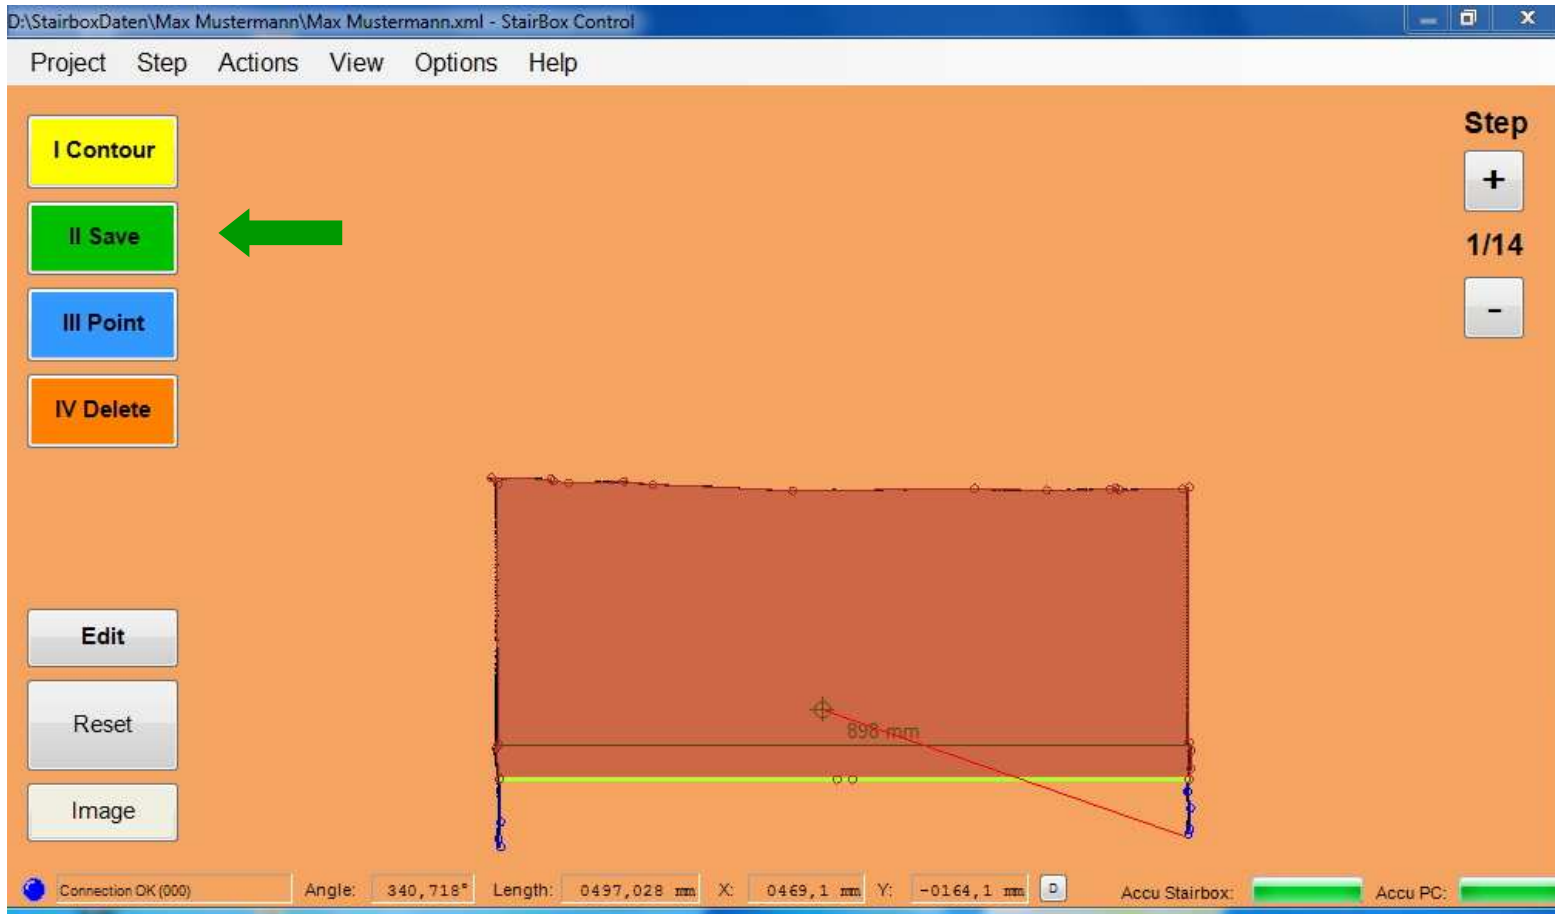 D:\StairboxDaten\Max Mustermann\Max Mustermann.xml - StairBox Control
Project Step Actions View Options Help
I Contour
II Save
III Point
IV Delete
Step
+
1/14
-
898 mm
Edit
Reset
Image
Connection OK (000) Angle: 340,718° Length: 0497,028 mm X: 0469,1 mm Y: -0164,1 mm D Accu Stairbox: Accu PC: